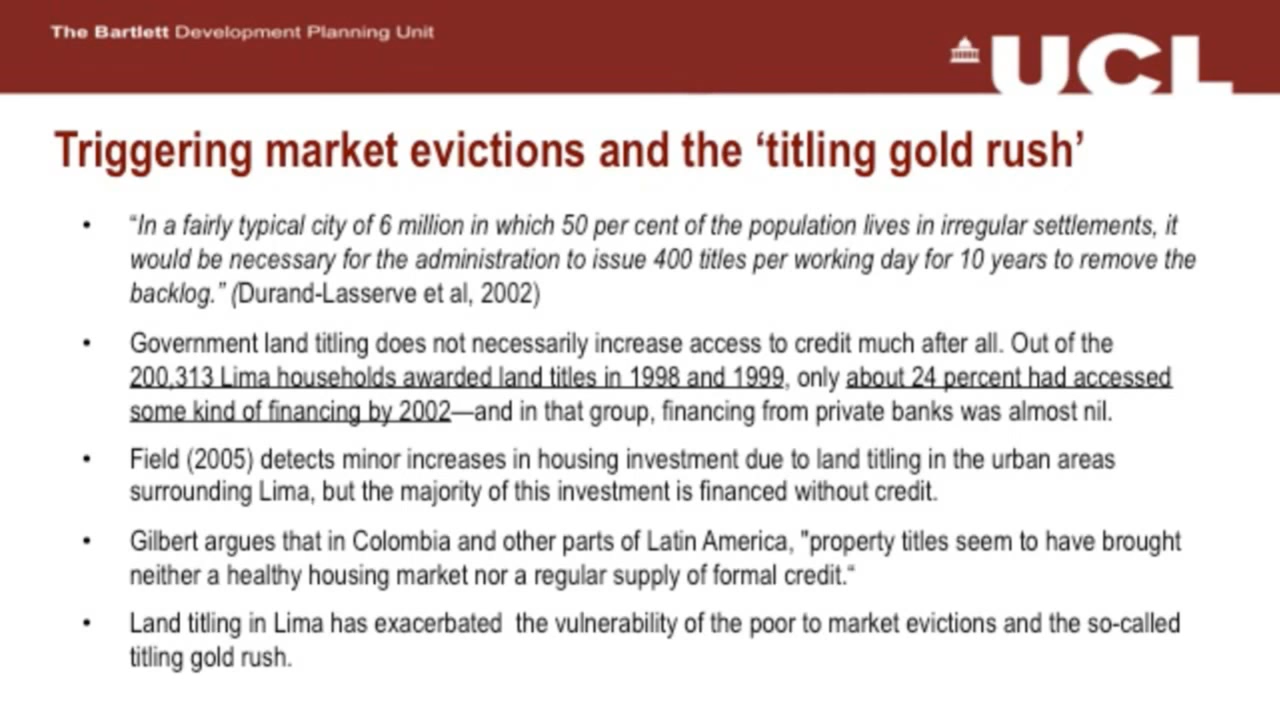 The Bartlett Development Planning Unit
UCL
Triggering market evictions and the ‘titling gold rush’
• “In a fairly typical city of 6 million in which 50 per cent of the population lives in irregular settlements, it
would be necessary for the administration to issue 400 titles per working day for 10 years to remove the
backlog.” (Durand-Lasserve et al, 2002)
• Government land titling does not necessarily increase access to credit much after all. Out of the
200,313 Lima households awarded land titles in 1998 and 1999, only about 24 percent had accessed
some kind of financing by 2002—and in that group, financing from private banks was almost nil.
• Field (2005) detects minor increases in housing investment due to land titling in the urban areas
surrounding Lima, but the majority of this investment is financed without credit.
• Gilbert argues that in Colombia and other parts of Latin America, "property titles seem to have brought
neither a healthy housing market nor a regular supply of formal credit.“
• Land titling in Lima has exacerbated  the vulnerability of the poor to market evictions and the so-called
titling gold rush.